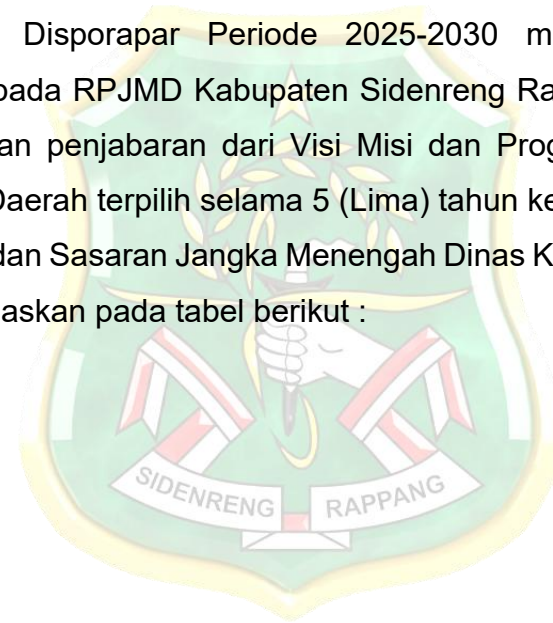 Disporapar Periode 2025-2030 m
pada RPJMD Kabupaten Sidenreng Ra
an penjabaran dari Visi Misi dan Prog
Daerah terpilih selama 5 (Lima) tahun ke
dan Sasaran Jangka Menengah Dinas K
askan pada tabel berikut :
SIDENRENG RAPPANG